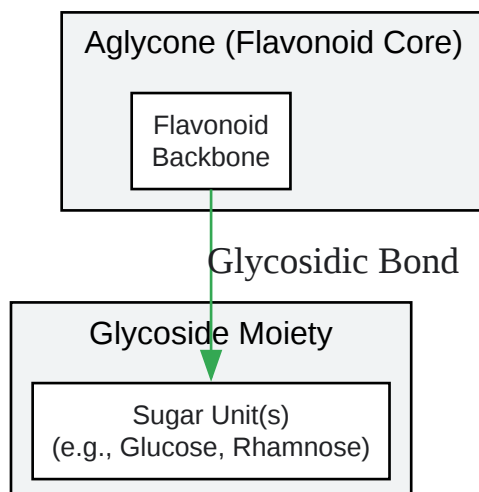 Aglycone (Flavonoid Core)
Flavonoid
Backbone
Glycosidic Bond
Glycoside Moiety
Sugar Unit(s)
(e.g., Glucose, Rhamnose)